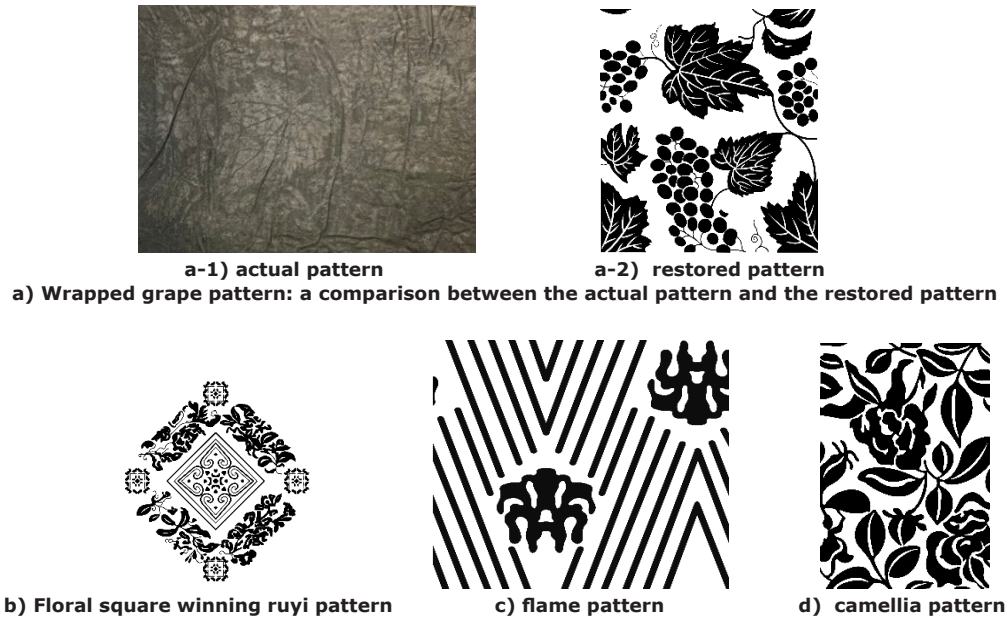 a-1) actual pattern
a-2) restored pattern
a) Wrapped grape pattern: a comparison between the actual pattern and the restored pattern
b) Floral square winning ruyi pattern
c) flame pattern
d) camellia pattern